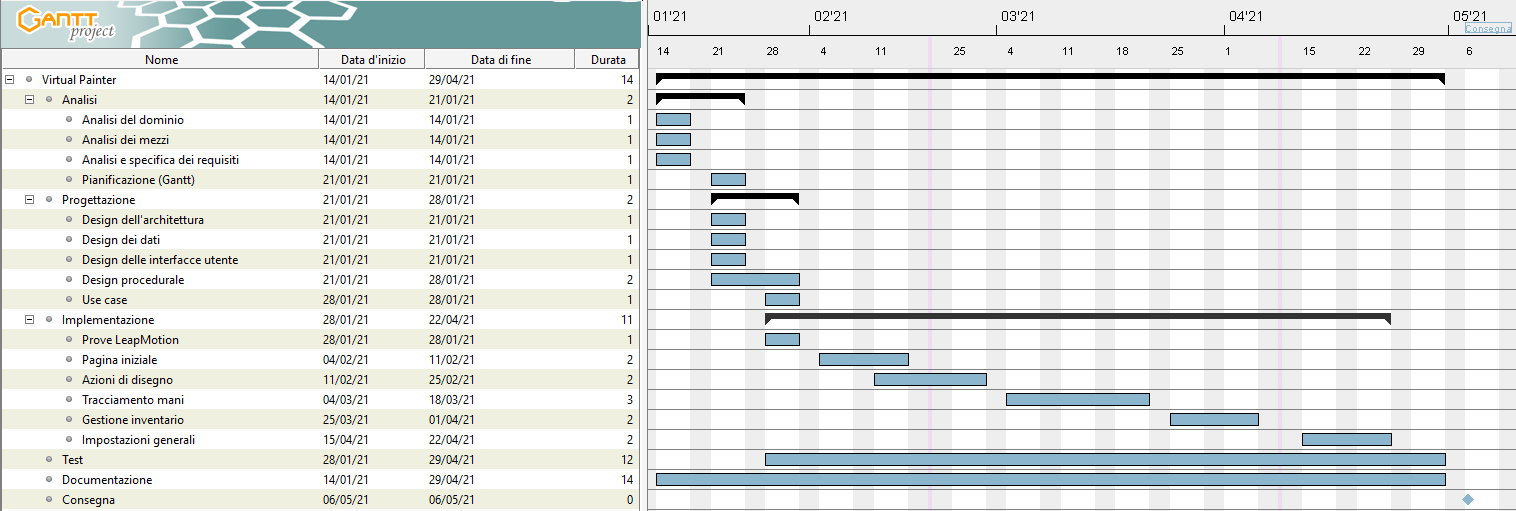 GANTT
project
01'21 02'21 03'21 04'21 05'21
Consegna
14 21 28 4 11 25 4 11 18 25 1 15 22 29 6
Nome Data d'inizio Data di fine Durata
Virtual Painter 14/01/21 29/04/21 14
Analisi 14/01/21 21/01/21 2
Analisi del dominio 14/01/21 14/01/21 1
Analisi dei mezzi 14/01/21 14/01/21 1
Analisi e specifica dei requisiti 14/01/21 14/01/21 1
Pianificazione (Gantt) 21/01/21 21/01/21 1
Progettazione 21/01/21 28/01/21 2
Design dell'architettura 21/01/21 21/01/21 1
Design dei dati 21/01/21 21/01/21 1
Design delle interfacce utente 21/01/21 21/01/21 1
Design procedurale 21/01/21 28/01/21 2
Use case 28/01/21 28/01/21 1
Implementazione 28/01/21 22/04/21 11
Prove LeapMotion 28/01/21 28/01/21 1
Pagina iniziale 04/02/21 11/02/21 2
Azioni di disegno 11/02/21 25/02/21 2
Tracciamento mani 04/03/21 18/03/21 3
Gestione inventario 25/03/21 01/04/21 2
Impostazioni generali 15/04/21 22/04/21 2
Test 28/01/21 29/04/21 12
Documentazione 14/01/21 29/04/21 14
Consegna 06/05/21 06/05/21 0